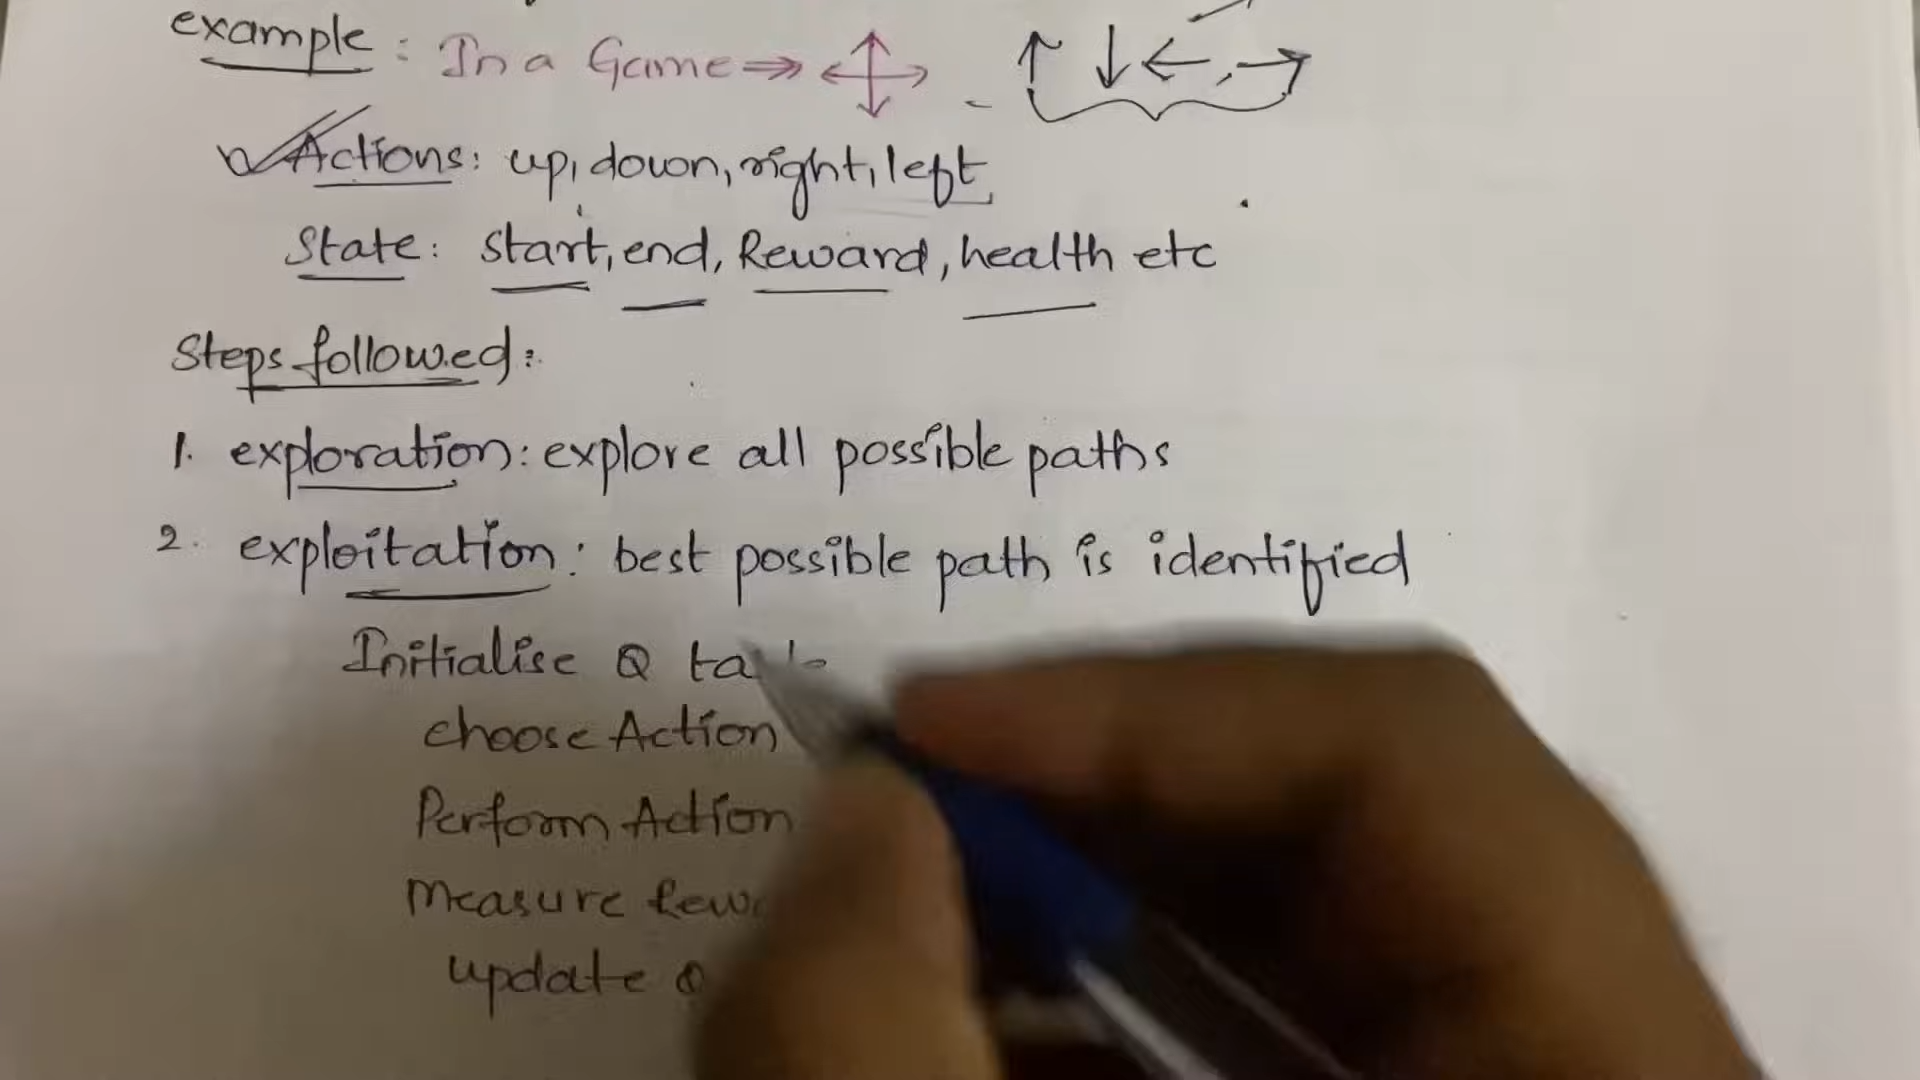 example : In a Game ⇒ ↑ ↓ ← , →
Actions: up, down, right, left
State: start, end, Reward, health etc
Steps followed:
1. exploration: explore all possible paths
2. exploitation: best possible path is identified
Initialise Q
choose Action
Perform Action
Measure
update Q